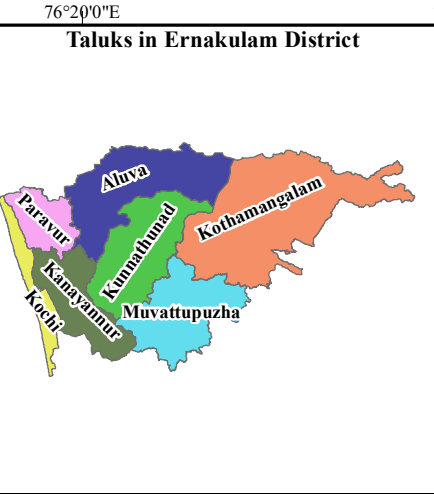 76°20'0"E
Taluks in Ernakulam District
Aluva
Paravur
Kothamangalam
Kunnathunad
Kanayannur
Kochi
Muvattupuzha